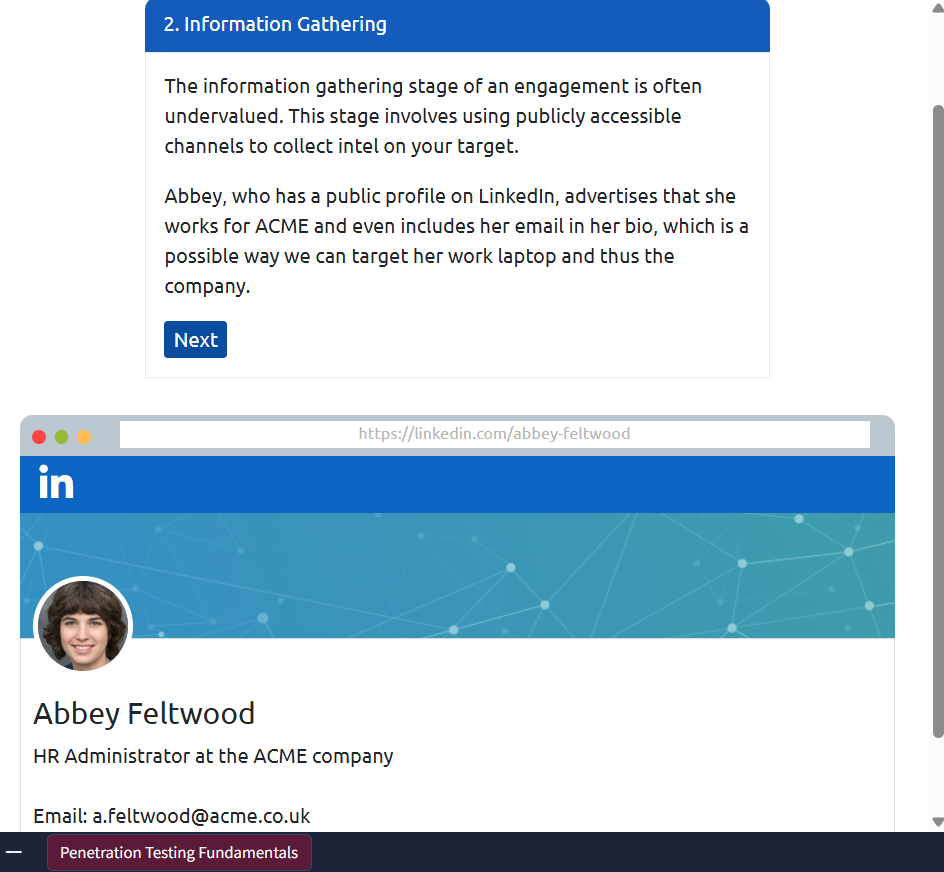 2. Information Gathering
The information gathering stage of an engagement is often
undervalued. This stage involves using publicly accessible
channels to collect intel on your target.
Abbey, who has a public profile on LinkedIn, advertises that she
works for ACME and even includes her email in her bio, which is a
possible way we can target her work laptop and thus the
company.
Next
https://linkedin.com/abbey-feltwood
in
Abbey Feltwood
HR Administrator at the ACME company
Email: a.feltwood@acme.co.uk
Penetration Testing Fundamentals